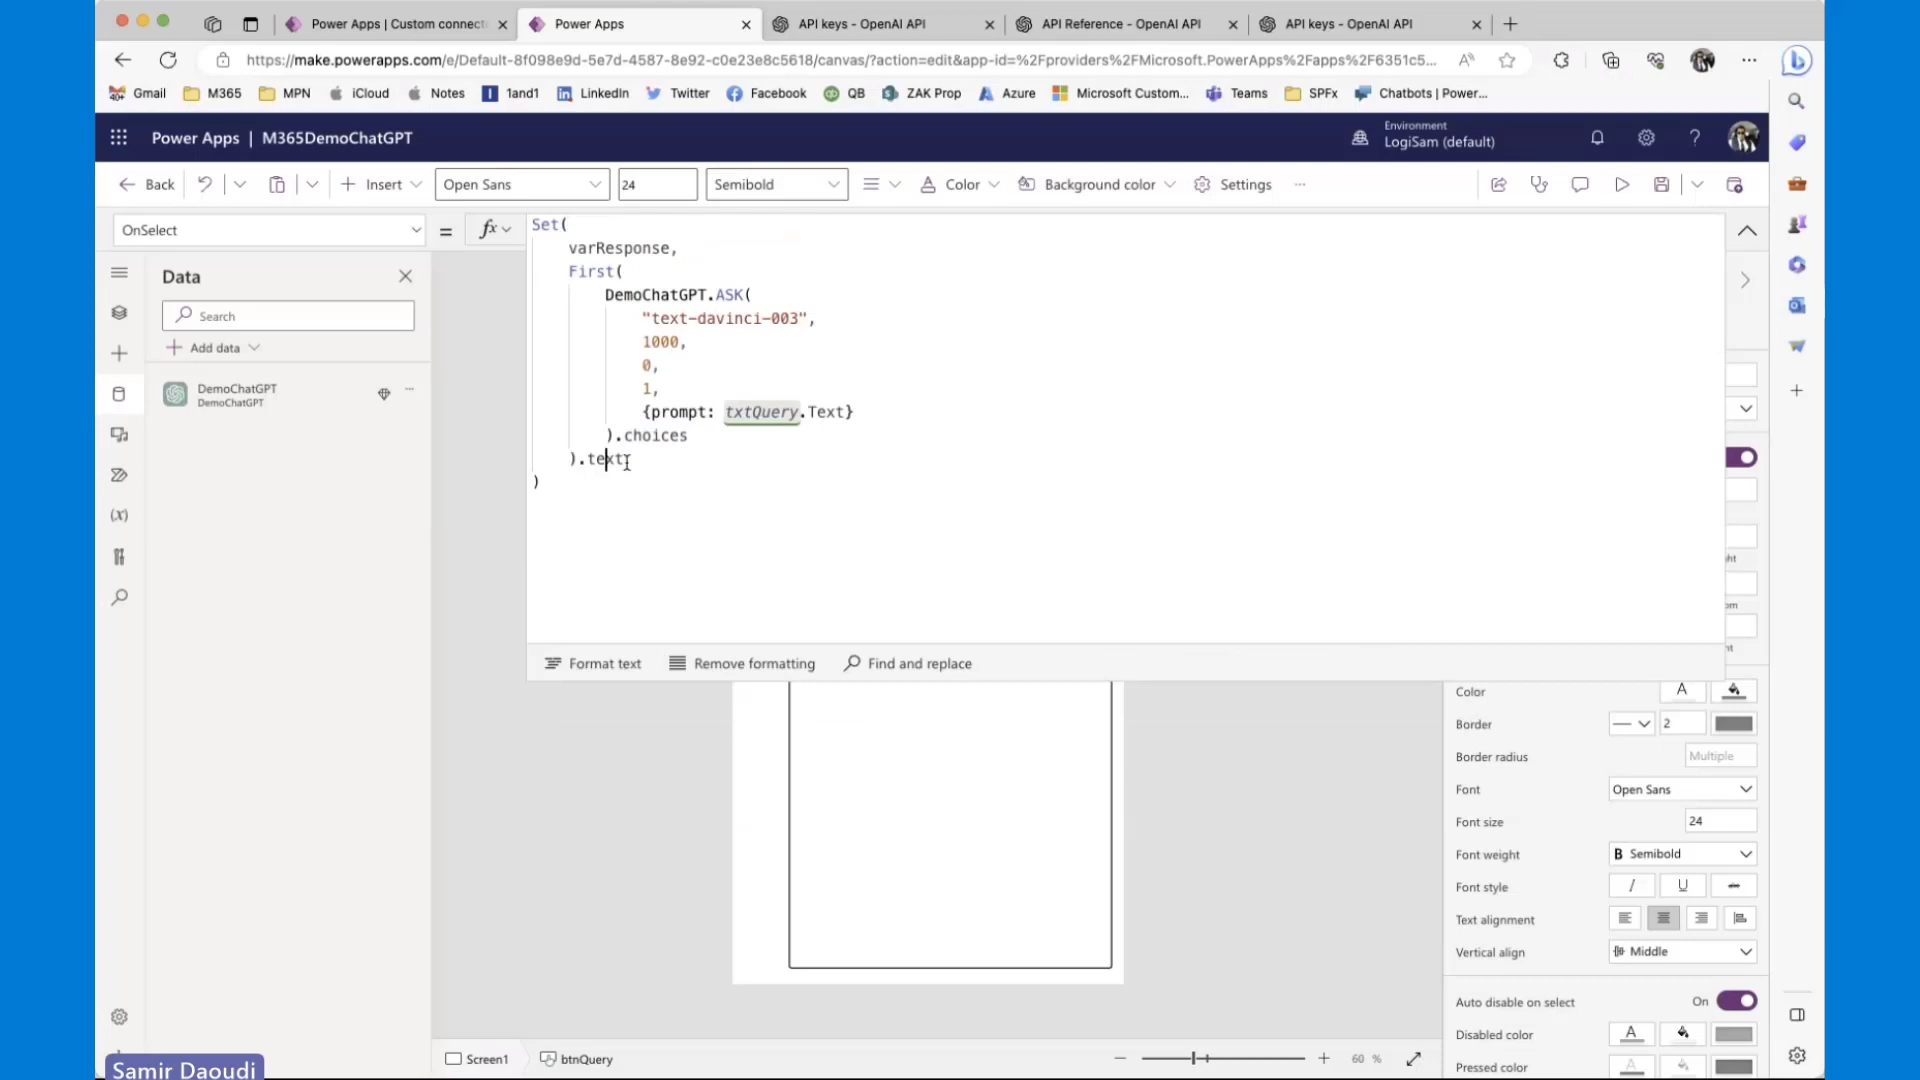 Power Apps | Custom connect
Power Apps
API keys - OpenAI API
API Reference - OpenAI API
API keys - OpenAI API
https://make.powerapps.com/e/Default-8f098e9d-5e7d-4587-8e92-c0e23e8c5618/canvas/?action=edit&app-id=%2Fproviders%2FMicrosoft.PowerApps%2Fapps%2F6351c5...
Gmail
M365
MPN
iCloud
Notes
1and1
LinkedIn
Twitter
Facebook
QB
ZAK Prop
Azure
Microsoft Custom...
Teams
SPFx
Chatbots | Power...
Power Apps | M365DemoChatGPT
Environment
LogiSam (default)
Back
Insert
Open Sans
24
Semibold
Color
Background color
Settings
OnSelect
= fx
Data
Search
Add data
DemoChatGPT
DemoChatGPT
Set(
varResponse,
First(
DemoChatGPT.ASK(
"text-davinci-003",
1000,
0,
1,
{prompt: txtQuery.Text}
).choices
).text
)
Format text
Remove formatting
Find and replace
Color
Border
2
Border radius
Multiple
Font
Open Sans
Font size
24
Font weight
B Semibold
Font style
Text alignment
Vertical align
Middle
Auto disable on select
On
Disabled color
Pressed color
Screen1
btnQuery
60 %
Samir Daoudi